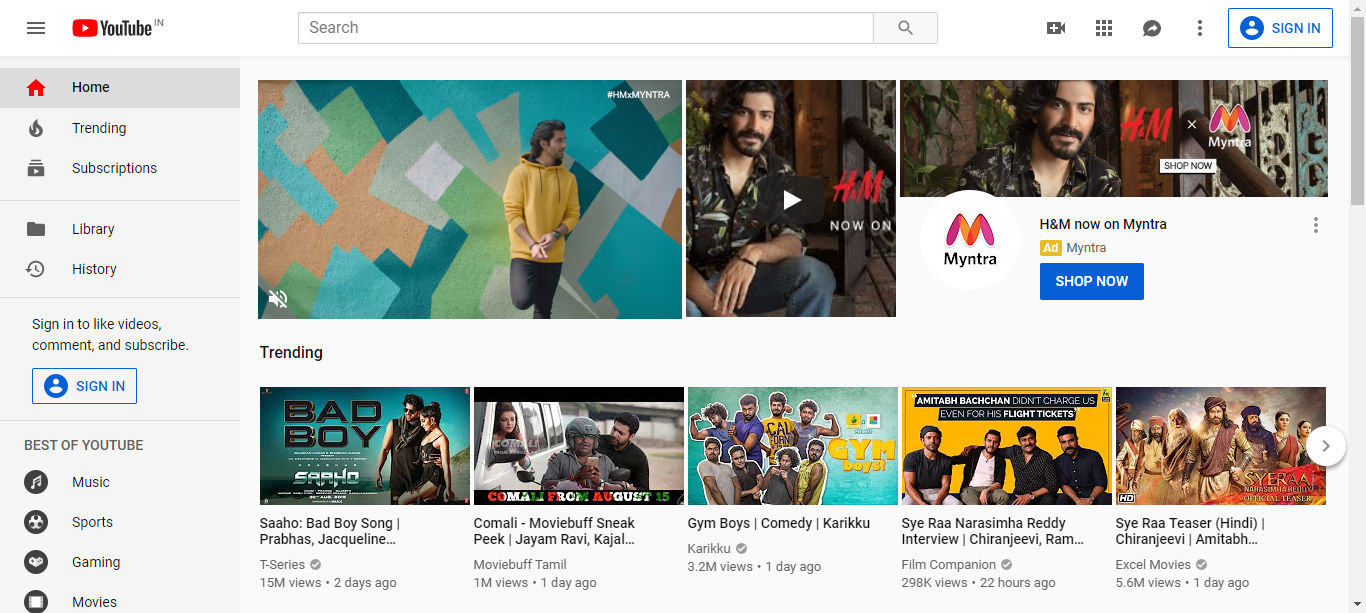 YouTube IN
Search
SIGN IN
Home
Trending
Subscriptions
Library
History
Sign in to like videos,
comment, and subscribe.
SIGN IN
BEST OF YOUTUBE
Music
Sports
Gaming
Movies
#HMxMYNTRA
H&M
NOW ON
H&M × Myntra
SHOP NOW
Myntra
H&M now on Myntra
Ad Myntra
SHOP NOW
Trending
BAD
BOY
SAAHO
Saaho: Bad Boy Song |
Prabhas, Jacqueline…
T-Series
15M views • 2 days ago
COMALI
COMALI FROM AUGUST 15
Comali - Moviebuff Sneak
Peek | Jayam Ravi, Kajal…
Moviebuff Tamil
1M views • 1 day ago
CAL
FORN
GYM
boys!
Gym Boys | Comedy | Karikku
Karikku
3.2M views • 1 day ago
"AMITABH BACHCHAN DIDN'T CHARGE US
EVEN FOR HIS FLIGHT TICKETS"
Sye Raa Narasimha Reddy
Interview | Chiranjeevi, Ram…
Film Companion
298K views • 22 hours ago
SYERAA
NARASIMHA REDDY
OFFICIAL TEASER
HD
Sye Raa Teaser (Hindi) |
Chiranjeevi | Amitabh…
Excel Movies
5.6M views • 1 day ago